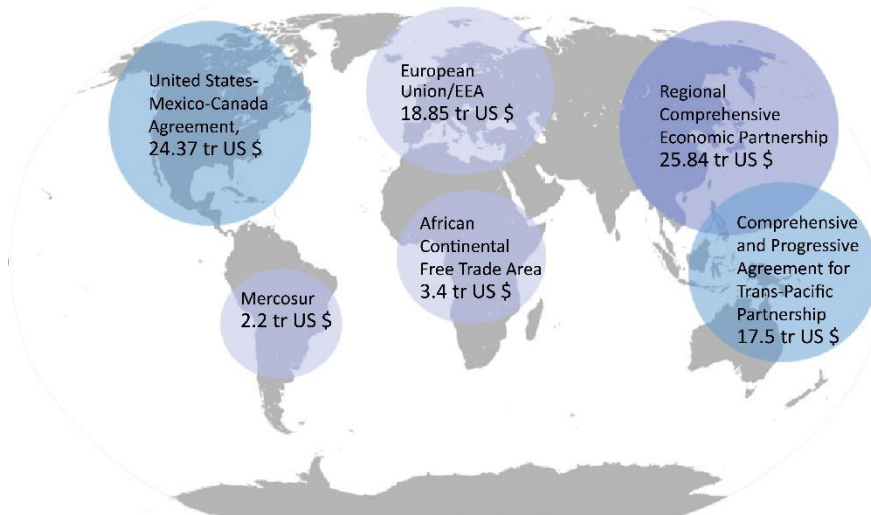 United States-
Mexico-Canada
Agreement,
24.37 tr US $
European
Union/EEA
18.85 tr US $
Regional
Comprehensive
Economic Partnership
25.84 tr US $
African
Continental
Free Trade Area
3.4 tr US $
Comprehensive
and Progressive
Agreement for
Trans-Pacific
Partnership
17.5 tr US $
Mercosur
2.2 tr US $